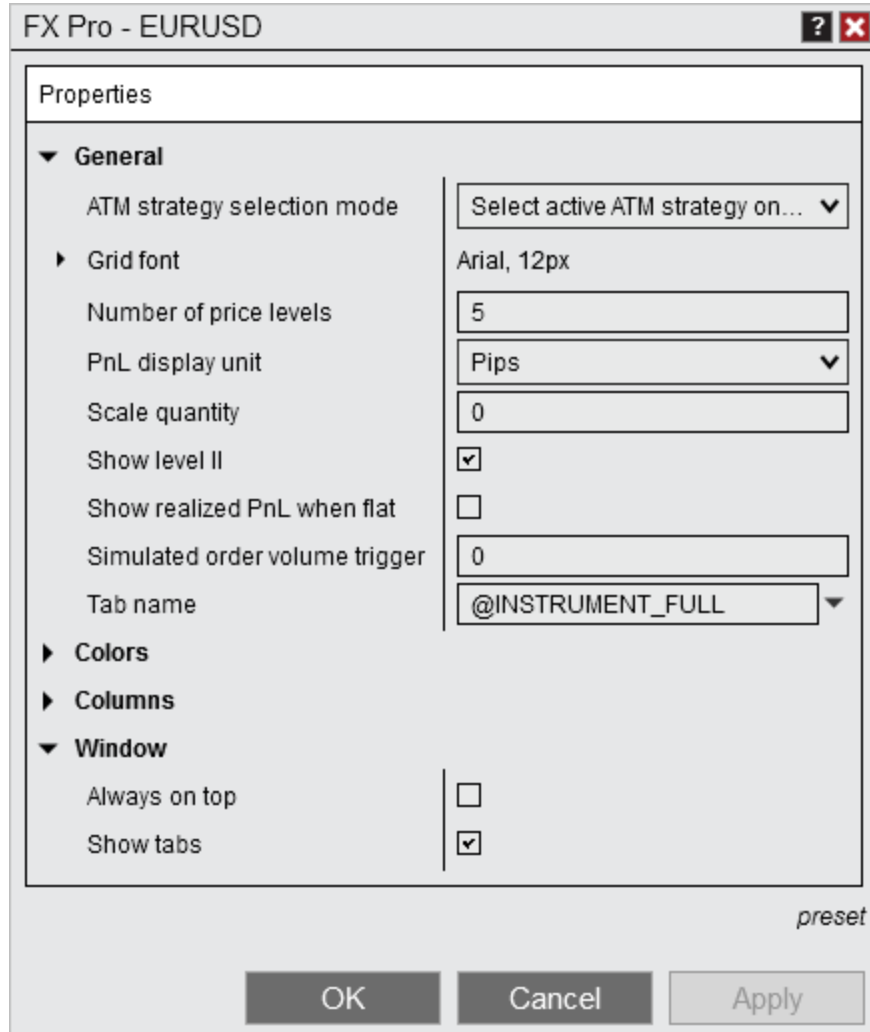 FX Pro - EURUSD ?
Properties
General
ATM strategy selection mode Select active ATM strategy on...
Grid font Arial, 12px
Number of price levels 5
PnL display unit Pips
Scale quantity 0
Show level II
Show realized PnL when flat
Simulated order volume trigger 0
Tab name @INSTRUMENT_FULL
Colors
Columns
Window
Always on top
Show tabs
preset
OK Cancel Apply